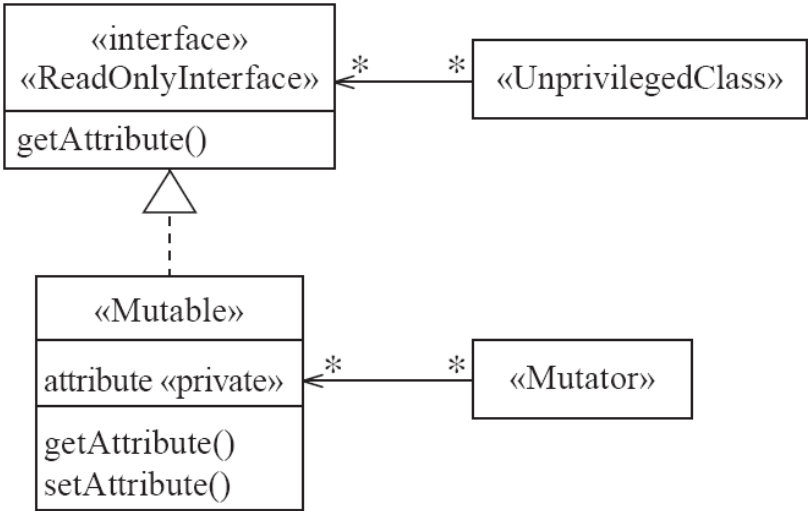 «interface»
«ReadOnlyInterface»
getAttribute()
* *
«UnprivilegedClass»
«Mutable»
attribute «private»
getAttribute()
setAttribute()
* *
«Mutator»